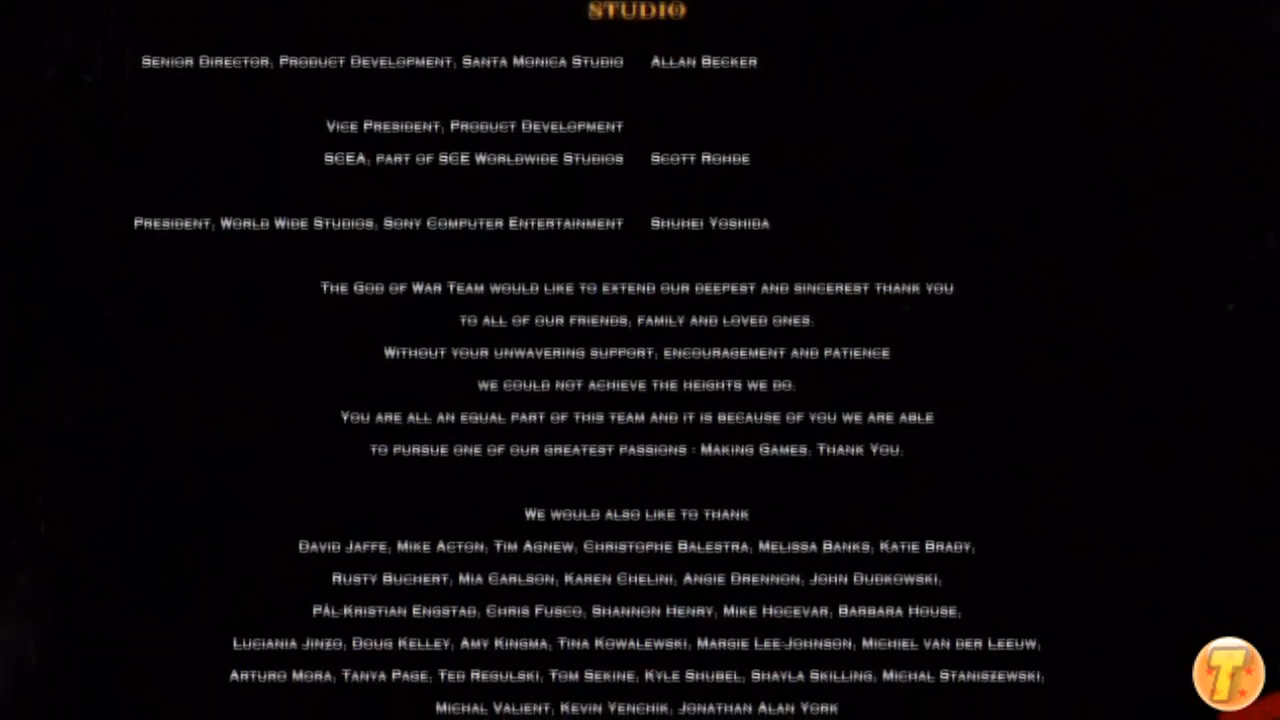 STUDIO
Senior Director, Product Development, Santa Monica Studio Allan Becker
Vice President, Product Development
SCEA, part of SCE Worldwide Studios Scott Rohde
President, World Wide Studios, Sony Computer Entertainment Shuhei Yoshida
The God of War Team would like to extend our deepest and sincerest thank you
to all of our friends, family and loved ones.
Without your unwavering support, encouragement and patience
we could not achieve the heights we do.
You are all an equal part of this team and it is because of you we are able
to pursue one of our greatest passions : Making Games. Thank You.
We would also like to thank
David Jaffe, Mike Acton, Tim Agnew, Christophe Balestra, Melissa Banks, Katie Brady,
Rusty Buchert, Mia Carlson, Karen Chelini, Angie Drennon, John Dudkowski,
Pål-Kristian Engstad, Chris Fusco, Shannon Henry, Mike Hocevar, Barbara House,
Luciania Jinzo, Doug Kelley, Amy Kingma, Tina Kowalewski, Margie Lee-Johnson, Michiel van der Leeuw,
Arturo Mora, Tanya Page, Ted Regulski, Tom Sekine, Kyle Shubel, Shayla Skilling, Michal Staniszewski,
Michal Valient, Kevin Yenchik, Jonathan Alan York
T